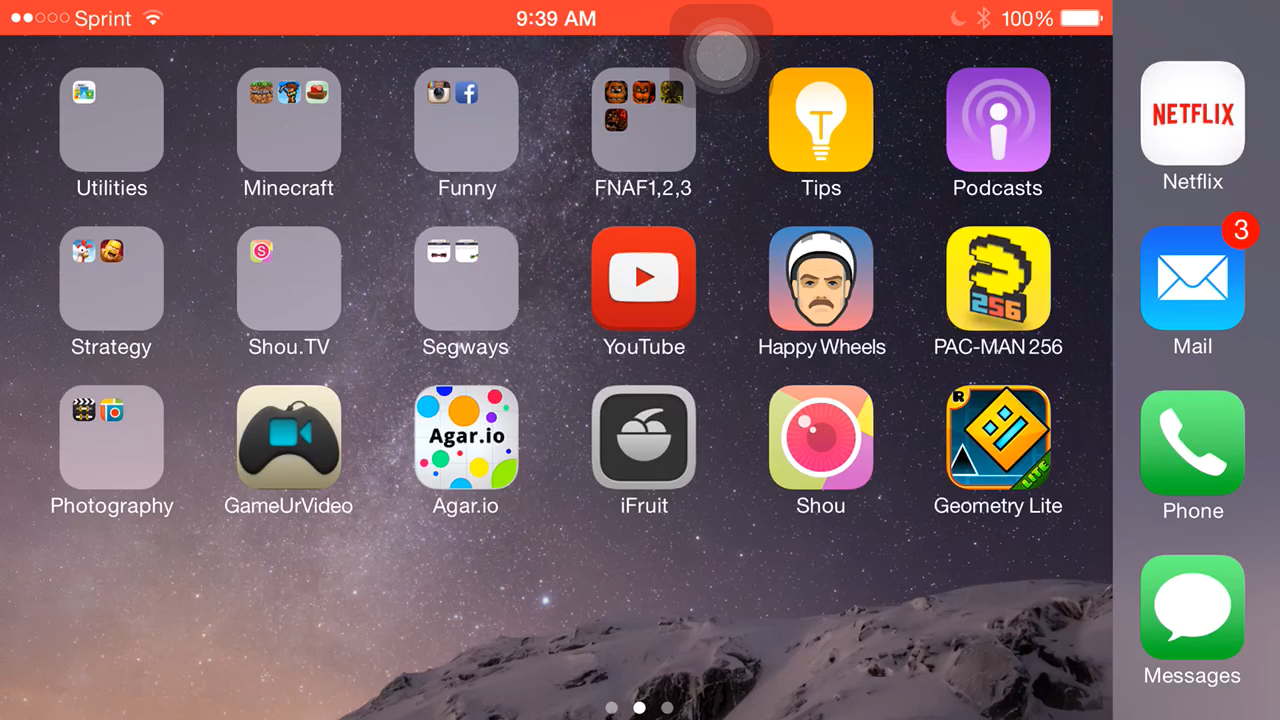 Sprint 9:39 AM 100%
Utilities Minecraft Funny FNAF1,2,3 Tips Podcasts
NETFLIX
Netflix
3
256
Strategy Shou.TV Segways YouTube Happy Wheels PAC-MAN 256
Mail
Agar.io
R
LITE
Photography GameUrVideo Agar.io iFruit Shou Geometry Lite
Phone
Messages